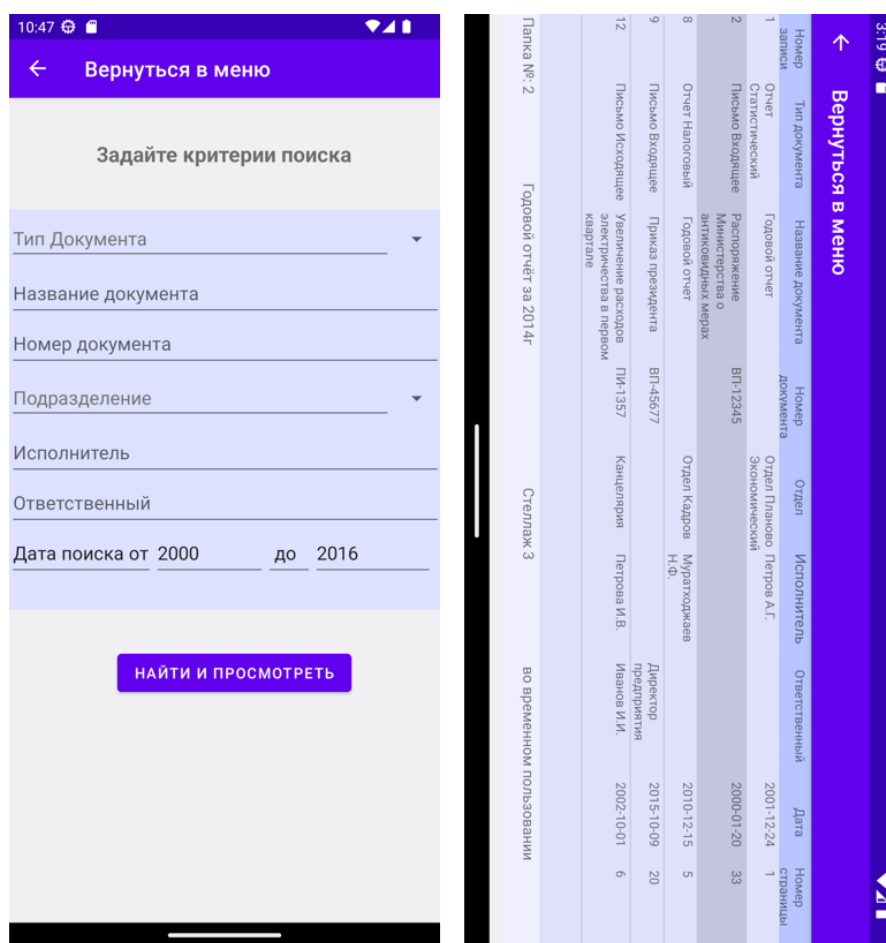 10:47
Вернуться в меню
Задайте критерии поиска
Тип Документа
Название документа
Номер документа
Подразделение
Исполнитель
Ответственный
Дата поиска от 2000 до 2016
НАЙТИ И ПРОСМОТРЕТЬ
3:19
Вернуться в меню
Номер Тип документа Название документа Номер Отдел Исполнитель Ответственный Дата Номер
записи документа страницы
1 Отчет Годовой отчет Отдел Планово Петров А.Г. 2001-12-24 1
Статистический Экономический
2 Письмо Входящее Распоряжение ВП-12345 2000-01-20 33
Министерства о
антиковидных мерах
8 Отчет Налоговый Годовой отчет Отдел Кадров Муратходжаев 2010-12-15 5
Н.Ф.
9 Письмо Входящее Приказ президента ВП-45677 Директор 2015-10-09 20
предприятия
12 Письмо Исходящее Увеличение расходов ПИ-1357 Канцелярия Петрова И.В. Иванов И.И. 2002-10-01 6
электричества в первом
квартале
Папка №: 2 Годовой отчёт за 2014г Стеллаж 3 во временном пользовании